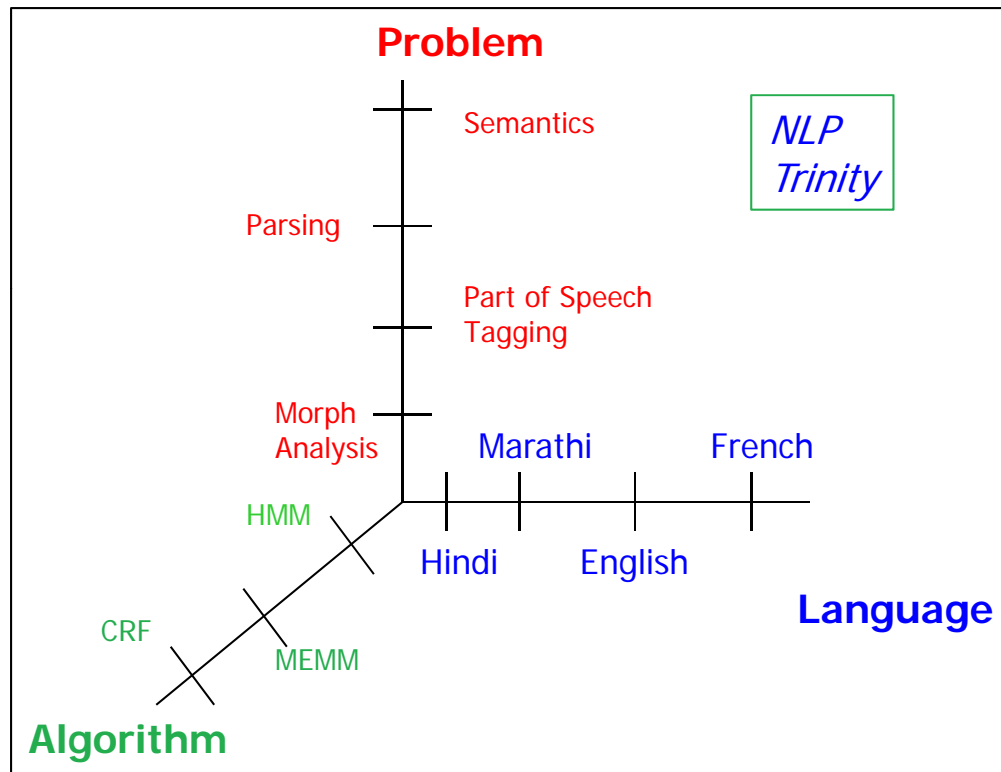 Problem
Semantics
NLP
Trinity
Parsing
Part of Speech
Tagging
Morph
Analysis
Marathi
French
HMM
Hindi
English
Language
CRF
MEMM
Algorithm